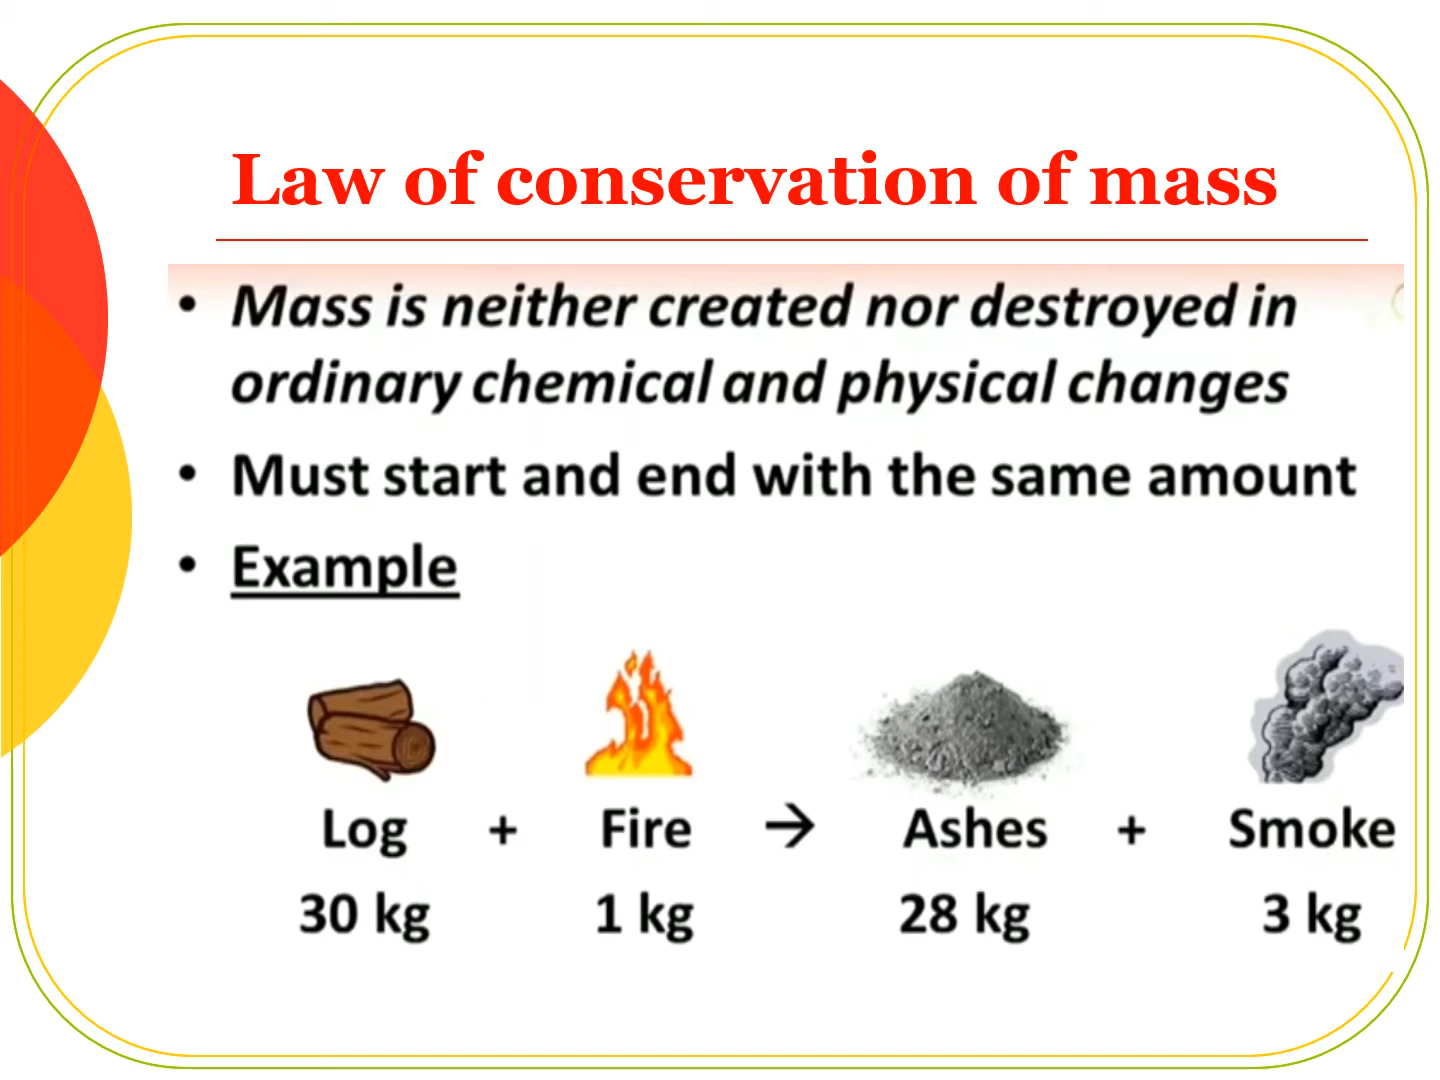 Law of conservation of mass
• Mass is neither created nor destroyed in
ordinary chemical and physical changes
• Must start and end with the same amount
• Example
Log + Fire → Ashes + Smoke
30 kg 1 kg 28 kg 3 kg